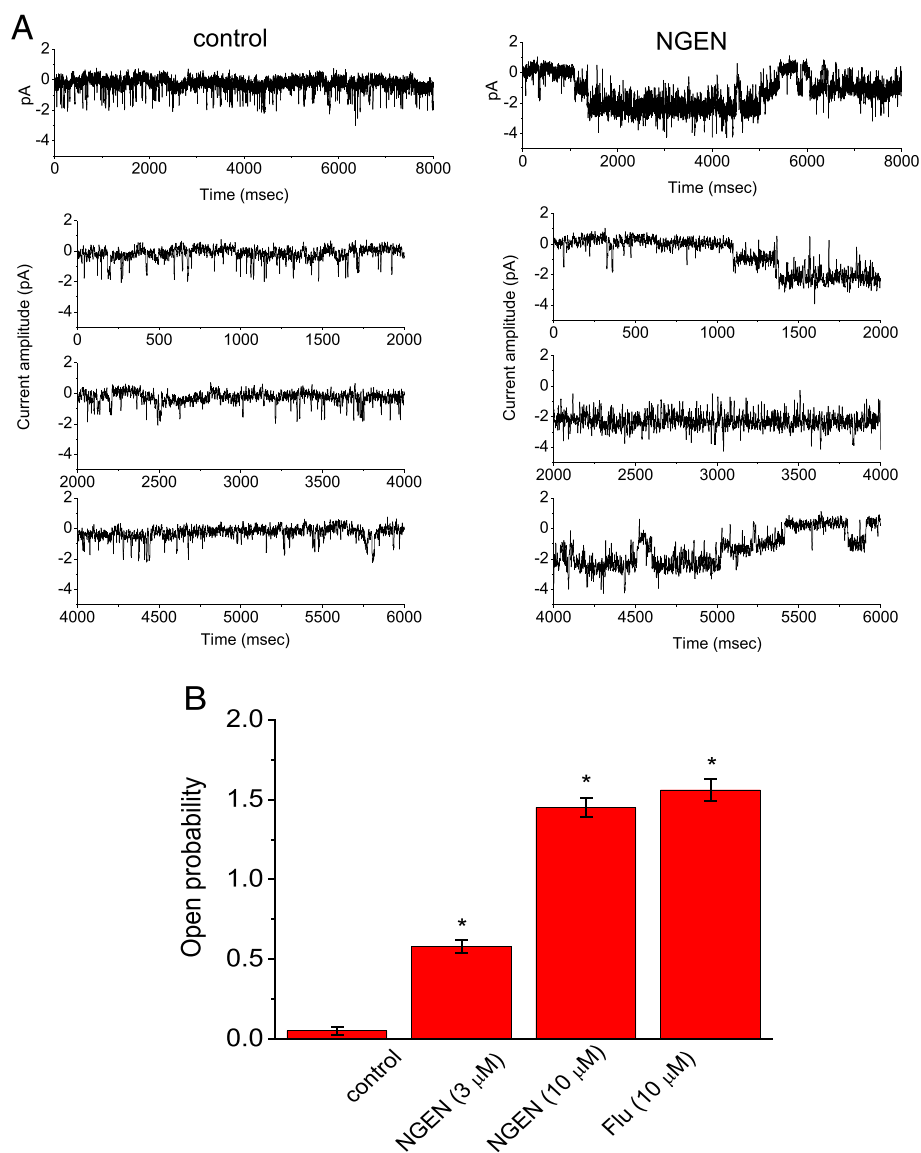 A
control
NGEN
2
0
-2
-4
pA
0 2000 4000 6000 8000
Time (msec)
2
0
-2
-4
pA
0 2000 4000 6000 8000
Time (msec)
Current amplitude (pA)
2
0
-2
-4
0 500 1000 1500 2000
2
0
-2
-4
2000 2500 3000 3500 4000
2
0
-2
-4
4000 4500 5000 5500 6000
Time (msec)
Current amplitude (pA)
2
0
-2
-4
0 500 1000 1500 2000
2
0
-2
-4
2000 2500 3000 3500 4000
2
0
-2
-4
4000 4500 5000 5500 6000
Time (msec)
B
Open probability
2.0
1.5
1.0
0.5
0.0
*
*
*
control
NGEN (3 μM)
NGEN (10 μM)
Flu (10 μM)